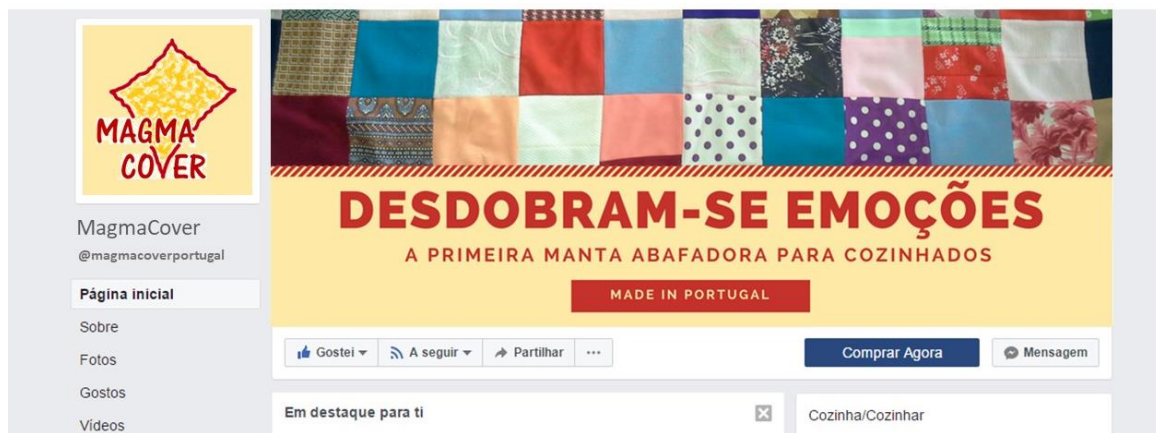 MAGMA
COVER
MagmaCover
@magmacoverportugal
Página inicial
Sobre
Fotos
Gostos
Vídeos
DESDOBRAM-SE EMOÇÕES
A PRIMEIRA MANTA ABAFADORA PARA COZINHADOS
MADE IN PORTUGAL
Gostei
A seguir
Partilhar
Comprar Agora
Mensagem
Em destaque para ti
Cozinha/Cozinhar